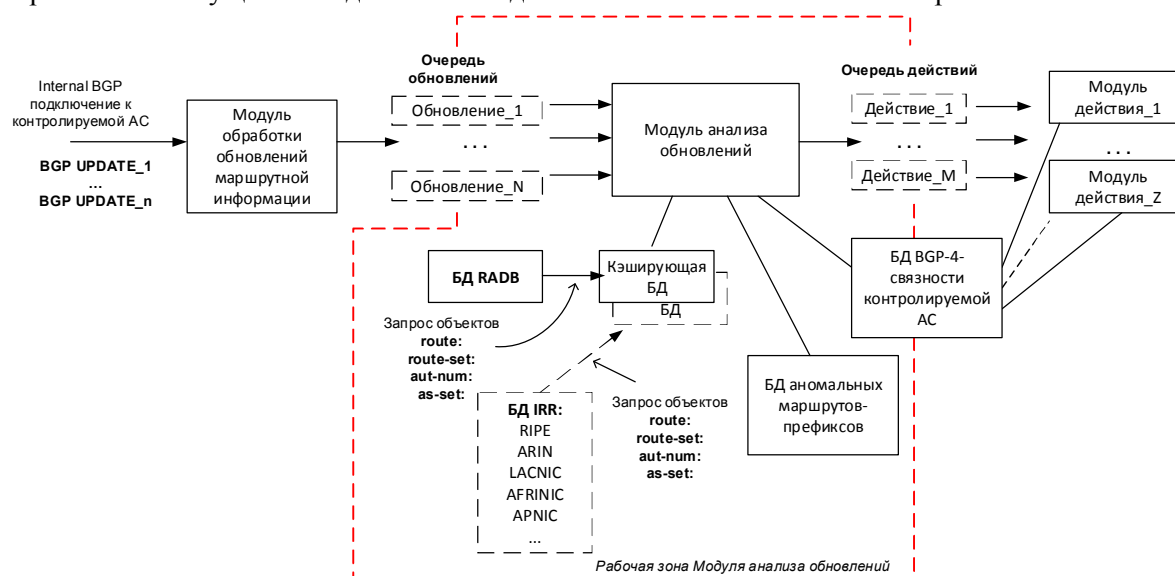 Internal BGP
подключение к
контролируемой АС
BGP UPDATE_1
...
BGP UPDATE_n
Модуль
обработки
обновлений
маршрутной
информации
Очередь
обновлений
Обновление_1
...
Обновление_N
Модуль анализа
обновлений
Очередь действий
Действие_1
...
Действие_M
Модуль
действия_1
...
Модуль
действия_Z
БД RADB
Кэширующая
БД
БД
БД BGP-4-
связности
контролируемой
АС
Запрос объектов
route:
route-set:
aut-num:
as-set:
БД IRR:
RIPE
ARIN
LACNIC
AFRINIC
APNIC
...
Запрос объектов
route:
route-set:
aut-num:
as-set:
БД аномальных
маршрутов-
префиксов
Рабочая зона Модуля анализа обновлений